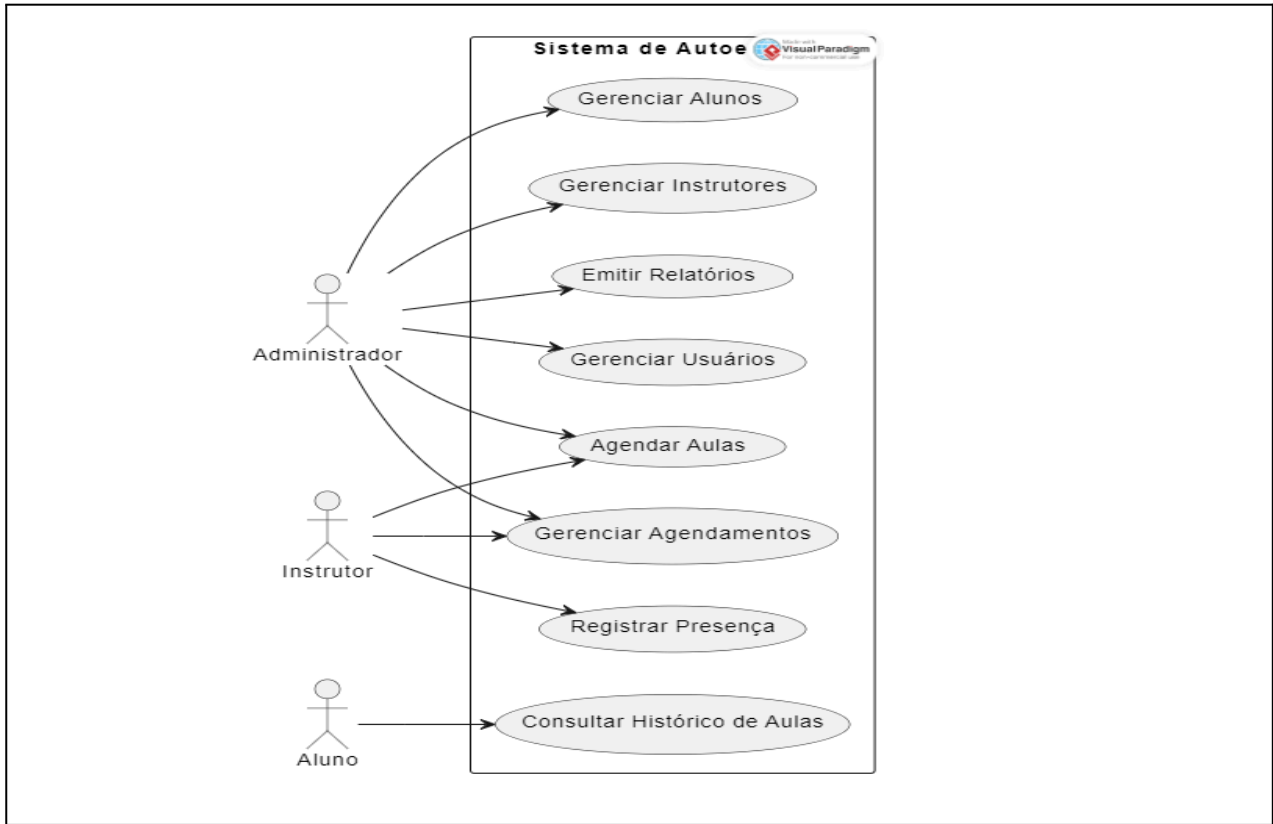 Sistema de Autoe
Made with
Visual Paradigm
For non-commercial use
Gerenciar Alunos
Gerenciar Instrutores
Emitir Relatórios
Administrador
Gerenciar Usuários
Agendar Aulas
Gerenciar Agendamentos
Instrutor
Registrar Presença
Consultar Histórico de Aulas
Aluno